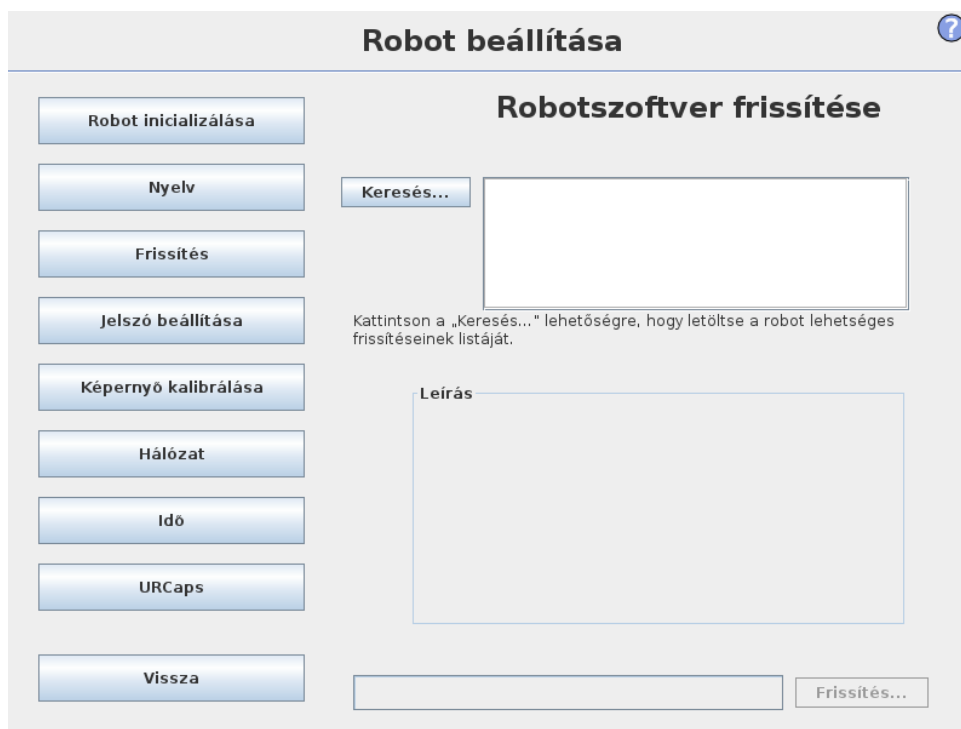 Robot beállítása
?
Robot inicializálása
Nyelv
Frissítés
Jelszó beállítása
Képernyő kalibrálása
Hálózat
Idő
URCaps
Vissza
Robotszoftver frissítése
Keresés...
Kattintson a „Keresés..." lehetőségre, hogy letöltse a robot lehetséges
frissítéseinek listáját.
Leírás
Frissítés...